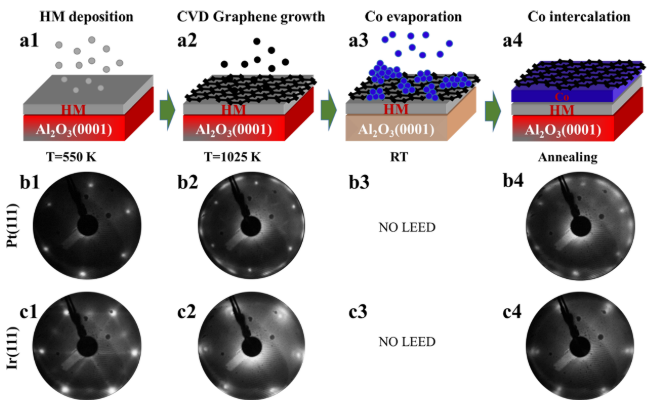 HM deposition
CVD Graphene growth
Co evaporation
Co intercalation
a1
a2
a3
a4
HM
HM
HM
Co
HM
Al₂O₃(0001)
Al₂O₃(0001)
Al₂O₃(0001)
Al₂O₃(0001)
T=550 K
T=1025 K
RT
Annealing
Pt(111)
b1
b2
b3
b4
NO LEED
Ir(111)
c1
c2
c3
c4
NO LEED